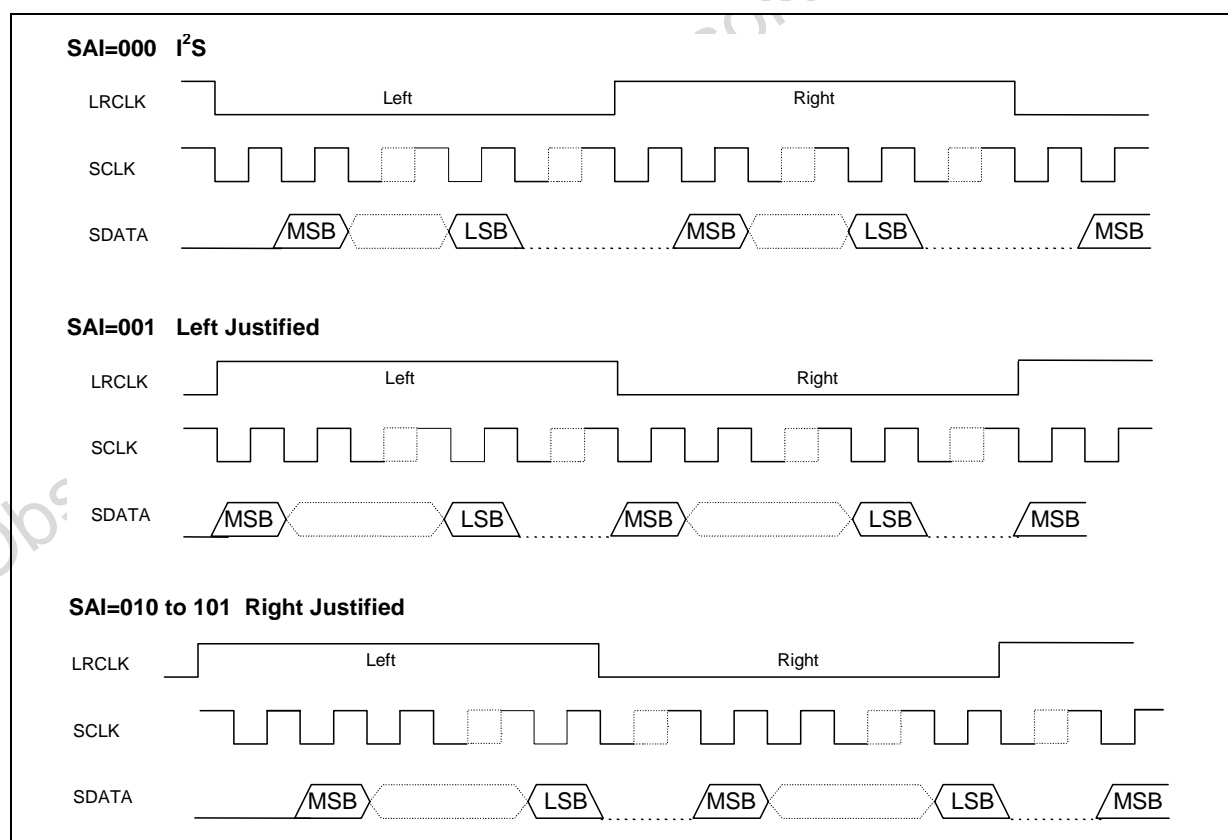 SAI=000 I²S
LRCLK Left Right
SCLK
SDATA MSB LSB MSB LSB MSB
SAI=001 Left Justified
LRCLK Left Right
SCLK
SDATA MSB LSB MSB LSB MSB
SAI=010 to 101 Right Justified
LRCLK Left Right
SCLK
SDATA MSB LSB MSB LSB MSB